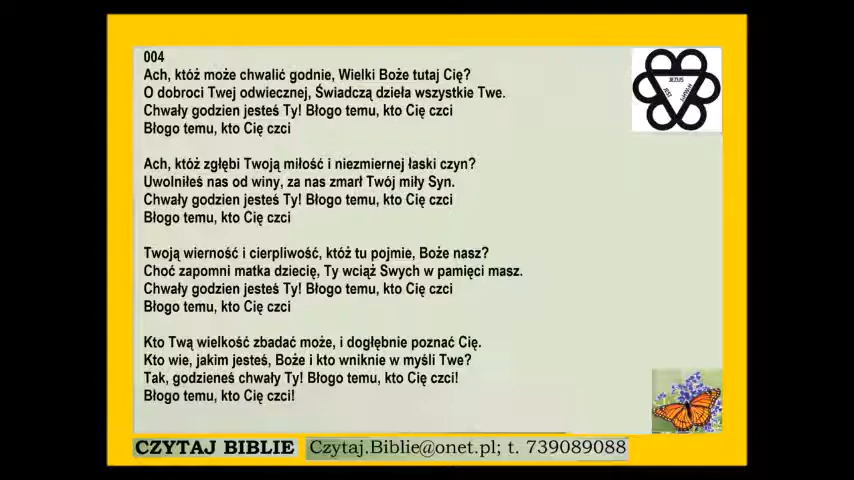 004
Ach, któż może chwalić godnie, Wielki Boże tutaj Cię?
O dobroci Twej odwiecznej, Świadczą dzieła wszystkie Twe.
Chwały godzien jesteś Ty! Błogo temu, kto Cię czci
Błogo temu, kto Cię czci
Ach, któż zgłębi Twoją miłość i niezmiernej łaski czyn?
Uwolniłeś nas od winy, za nas zmarł Twój miły Syn.
Chwały godzien jesteś Ty! Błogo temu, kto Cię czci
Błogo temu, kto Cię czci
Twoją wierność i cierpliwość, któż tu pojmie, Boże nasz?
Choć zapomni matka dziecię, Ty wciąż Swych w pamięci masz.
Chwały godzien jesteś Ty! Błogo temu, kto Cię czci
Błogo temu, kto Cię czci
Kto Twą wielkość zbadać może, i dogłębnie poznać Cię.
Kto wie, jakim jesteś, Boże i kto wniknie w myśli Twe?
Tak, godzieneś chwały Ty! Błogo temu, kto Cię czci!
Błogo temu, kto Cię czci!
JEZUS
JEST
CZYTAJ BIBLIE
Czytaj.Biblie@onet.pl; t. 739089088